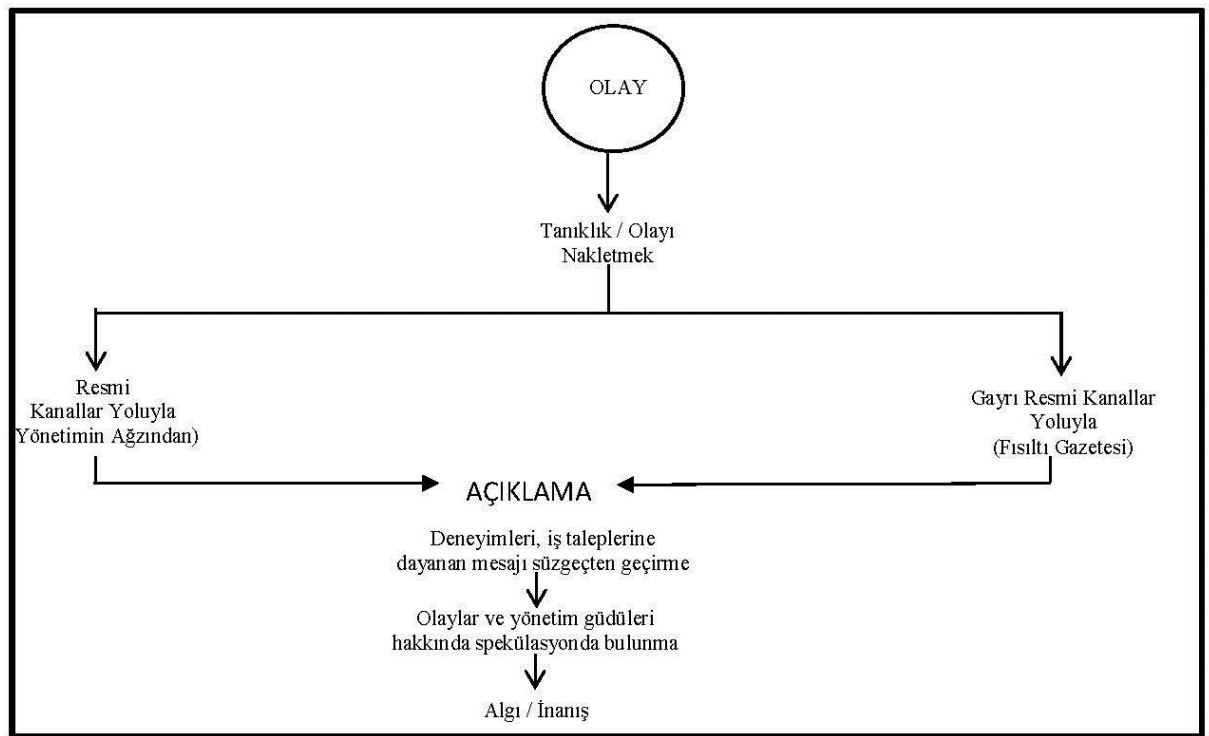 OLAY
Tanıklık / Olayı
Nakletmek
Resmi
Kanallar Yoluyla
Yönetimin Ağzından)
Gayrı Resmi Kanallar
Yoluyla
(Fısıltı Gazetesi)
AÇIKLAMA
Deneyimleri, iş taleplerine
dayanan mesajı süzgeçten geçirme
Olaylar ve yönetim güdüleri
hakkında spekülasyonda bulunma
Algı / İnanış